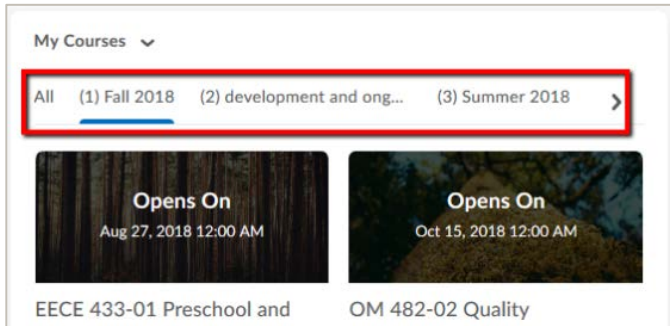 My Courses
All (1) Fall 2018 (2) development and ong... (3) Summer 2018
Opens On
Aug 27, 2018 12:00 AM
Opens On
Oct 15, 2018 12:00 AM
EECE 433-01 Preschool and
OM 482-02 Quality